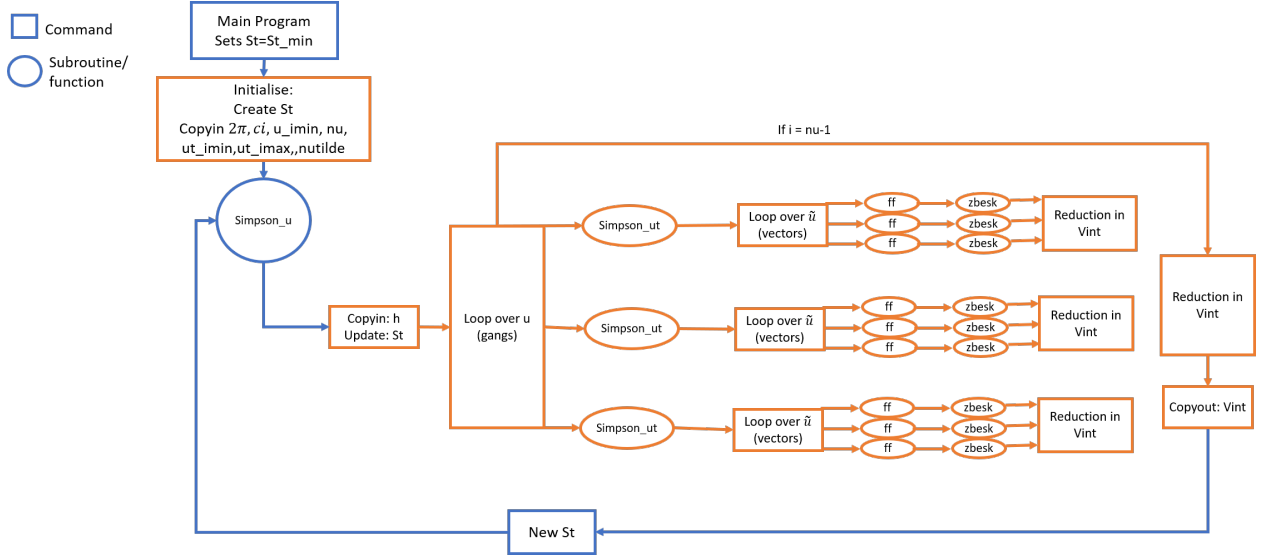 Command
Subroutine/
function
Main Program
Sets St=St_min
Initialise:
Create St
Copyin 2𝜋, 𝑐𝑖, u_imin, nu,
ut_imin,ut_imax,,nutilde
Simpson_u
Copyin: h
Update: St
Loop over u
(gangs)
If i = nu-1
Simpson_ut
Loop over ũ
(vectors)
ff
zbesk
ff
zbesk
ff
zbesk
Reduction in
Vint
Simpson_ut
Loop over ũ
(vectors)
ff
zbesk
ff
zbesk
ff
zbesk
Reduction in
Vint
Simpson_ut
Loop over ũ
(vectors)
ff
zbesk
ff
zbesk
ff
zbesk
Reduction in
Vint
Reduction in
Vint
Copyout: Vint
New St